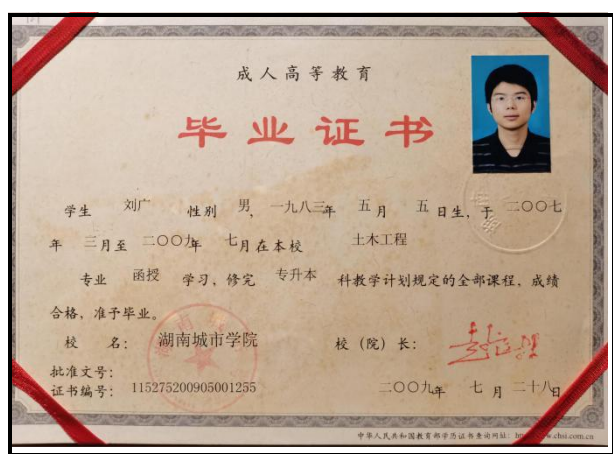 成人高等教育
毕业证书
学生 刘广 性别 男, 一九八三年 五月 五日生, 于 二〇〇七
年 三月至 二〇〇九年 七月在本校 土木工程
专业 函授 学习, 修完 专升本 科教学计划规定的全部课程, 成绩
合格, 准予毕业。
校 名: 湖南城市学院 校(院)长:
批准文号:
证书编号: 115275200905001255 二〇〇九年 七月 二十八日
中华人民共和国教育部学历证书查询网址: http://www.chsi.com.cn